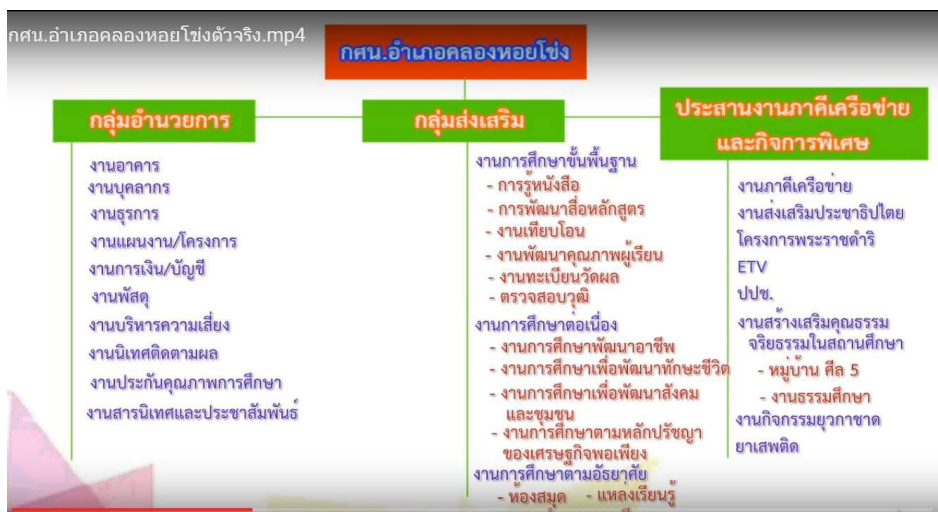 กศน.อำเภอคลองหอยโข่งตัวจริง.mp4
กศน.อำเภอคลองหอยโข่ง
กลุ่มอำนวยการ
งานอาคาร
งานบุคลากร
งานธุรการ
งานแผนงาน/โครงการ
งานการเงิน/บัญชี
งานพัสดุ
งานบริหารความเสี่ยง
งานนิเทศติดตามผล
งานประกันคุณภาพการศึกษา
งานสารนิเทศและประชาสัมพันธ์
กลุ่มส่งเสริม
งานการศึกษาขั้นพื้นฐาน
- การรู้หนังสือ
- การพัฒนาสื่อหลักสูตร
- งานเทียบโอน
- งานพัฒนาคุณภาพผู้เรียน
- งานทะเบียนวัดผล
- ตรวจสอบวุฒิ
งานการศึกษาต่อเนื่อง
- งานการศึกษาพัฒนาอาชีพ
- งานการศึกษาเพื่อพัฒนาทักษะชีวิต
- งานการศึกษาเพื่อพัฒนาสังคม
และชุมชน
- งานการศึกษาตามหลักปรัชญา
ของเศรษฐกิจพอเพียง
งานการศึกษาตามอัธยาศัย
- ห้องสมุด - แหล่งเรียนรู้
ประสานงานภาคีเครือข่าย
และกิจการพิเศษ
งานภาคีเครือข่าย
งานส่งเสริมประชาธิปไตย
โครงการพระราชดำริ
ETV
ปปช.
งานสร้างเสริมคุณธรรม
จริยธรรมในสถานศึกษา
- หมู่บ้าน ศีล 5
- งานธรรมศึกษา
งานกิจกรรมยุวกาชาด
ยาเสพติด